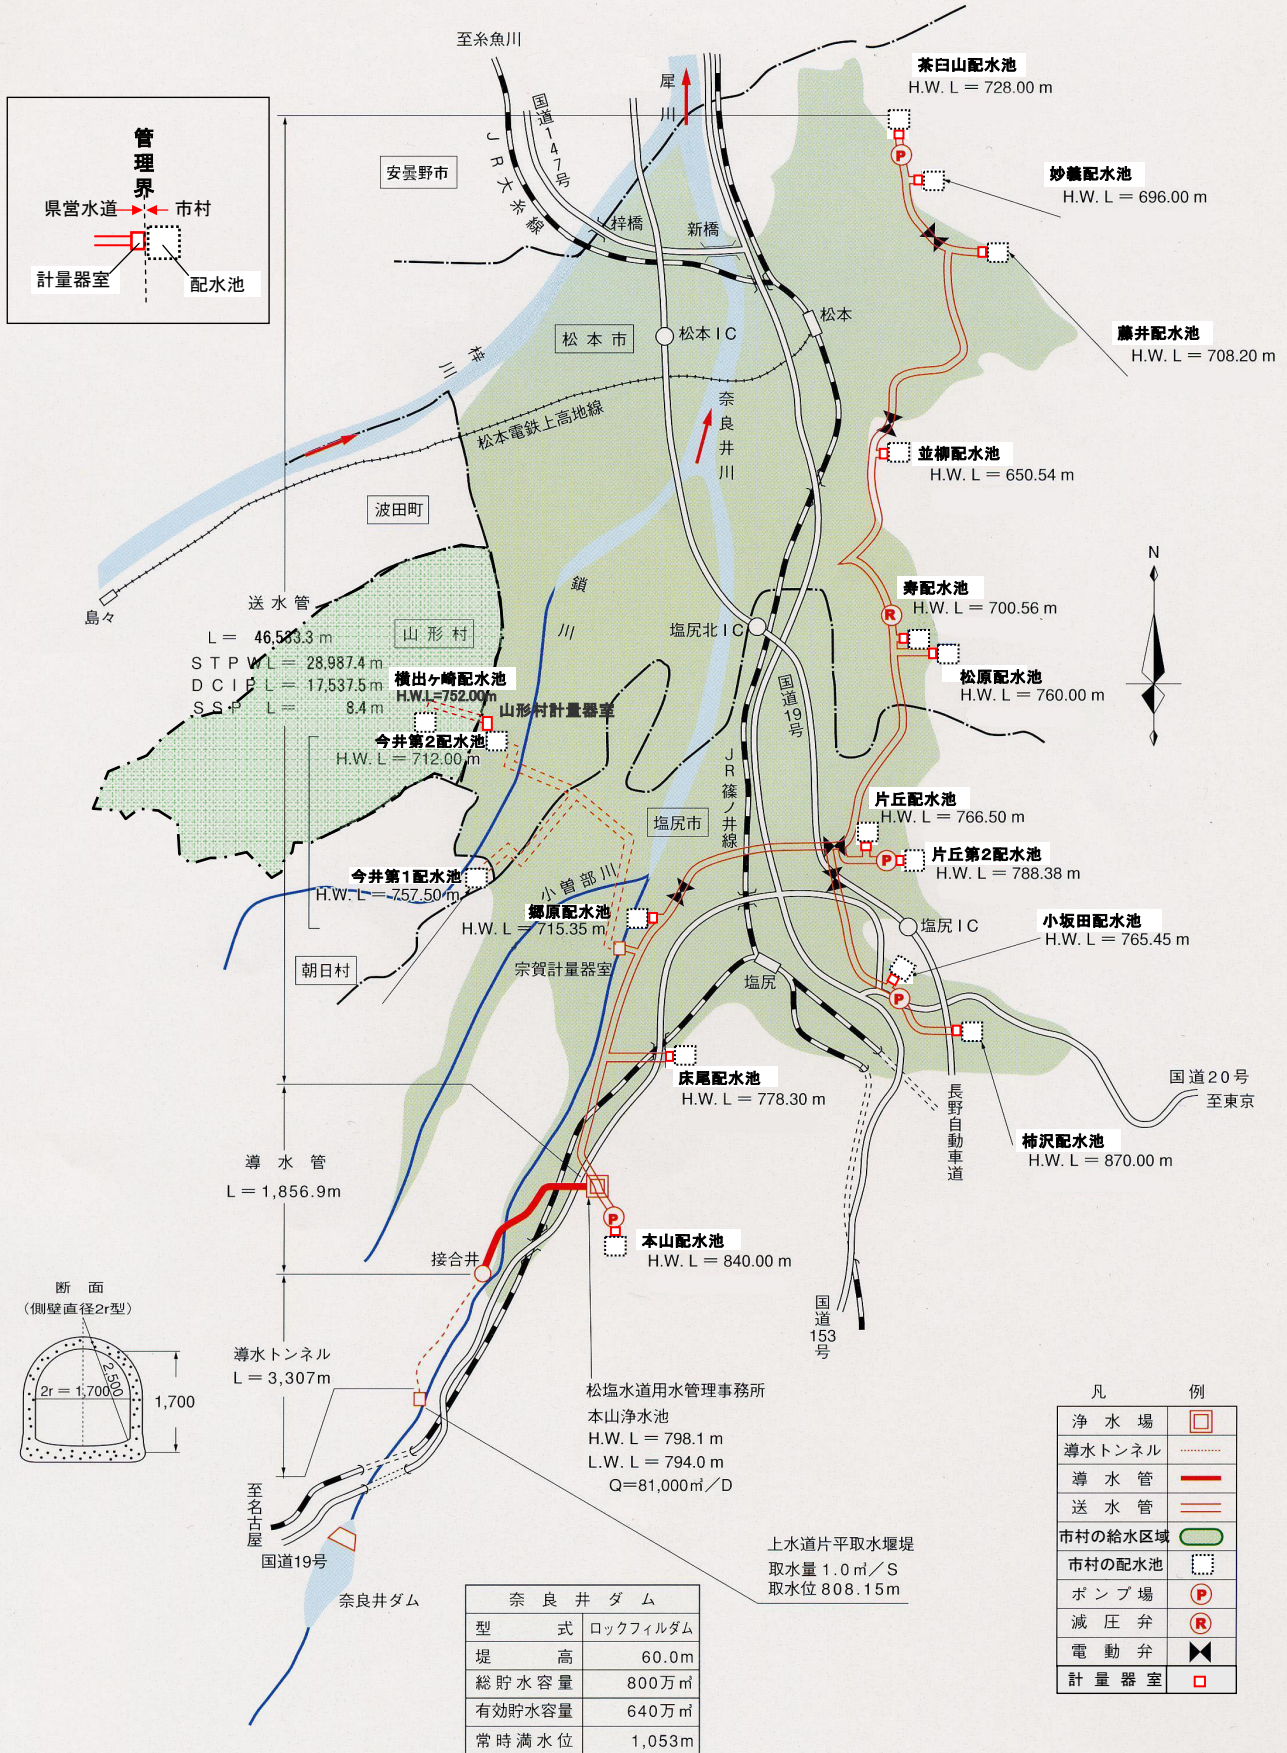 至糸魚川
犀川
国道147号
JR大糸線
茶臼山配水池
H.W. L = 728.00 m
妙義配水池
H.W. L = 696.00 m
藤井配水池
H.W. L = 708.20 m
管理界
県営水道
市村
計量器室
配水池
安曇野市
梓橋
新橋
松本
松本市
松本IC
梓川
奈良井川
松本電鉄上高地線
並柳配水池
H.W. L = 650.54 m
波田町
島々
鎖川
寿配水池
H.W. L = 700.56 m
松原配水池
H.W. L = 760.00 m
N
送水管
L = 46,533.3 m
STPW L = 28,987.4 m
DCIP L = 17,537.5 m
SSP L = 8.4 m
山形村
横出ヶ崎配水池
H.W.L=752.00m
山形村計量器室
今井第2配水池
H.W. L = 712.00 m
塩尻北IC
国道19号
JR篠ノ井線
塩尻市
片丘配水池
H.W. L = 766.50 m
片丘第2配水池
H.W. L = 788.38 m
今井第1配水池
H.W. L = 757.50 m
小曽部川
郷原配水池
H.W. L = 715.35 m
宗賀計量器室
朝日村
小坂田配水池
H.W. L = 765.45 m
塩尻IC
塩尻
床尾配水池
H.W. L = 778.30 m
国道20号
至東京
長野自動車道
柿沢配水池
H.W. L = 870.00 m
導水管
L = 1,856.9m
接合井
本山配水池
H.W. L = 840.00 m
国道153号
断面
(側壁直径2r型)
2r = 1,700
2,500
1,700
導水トンネル
L = 3,307m
松塩水道用水管理事務所
本山浄水池
H.W. L = 798.1 m
L.W. L = 794.0 m
Q=81,000㎥/D
至名古屋
国道19号
奈良井ダム
上水道片平取水堰堤
取水量 1.0㎥/S
取水位 808.15m
奈良井ダム
型式 ロックフィルダム
堤高 60.0m
総貯水容量 800万㎥
有効貯水容量 640万㎥
常時満水位 1,053m
凡例
浄水場
導水トンネル
導水管
送水管
市村の給水区域
市村の配水池
ポンプ場 P
減圧弁 R
電動弁
計量器室
P
P
P
P
R